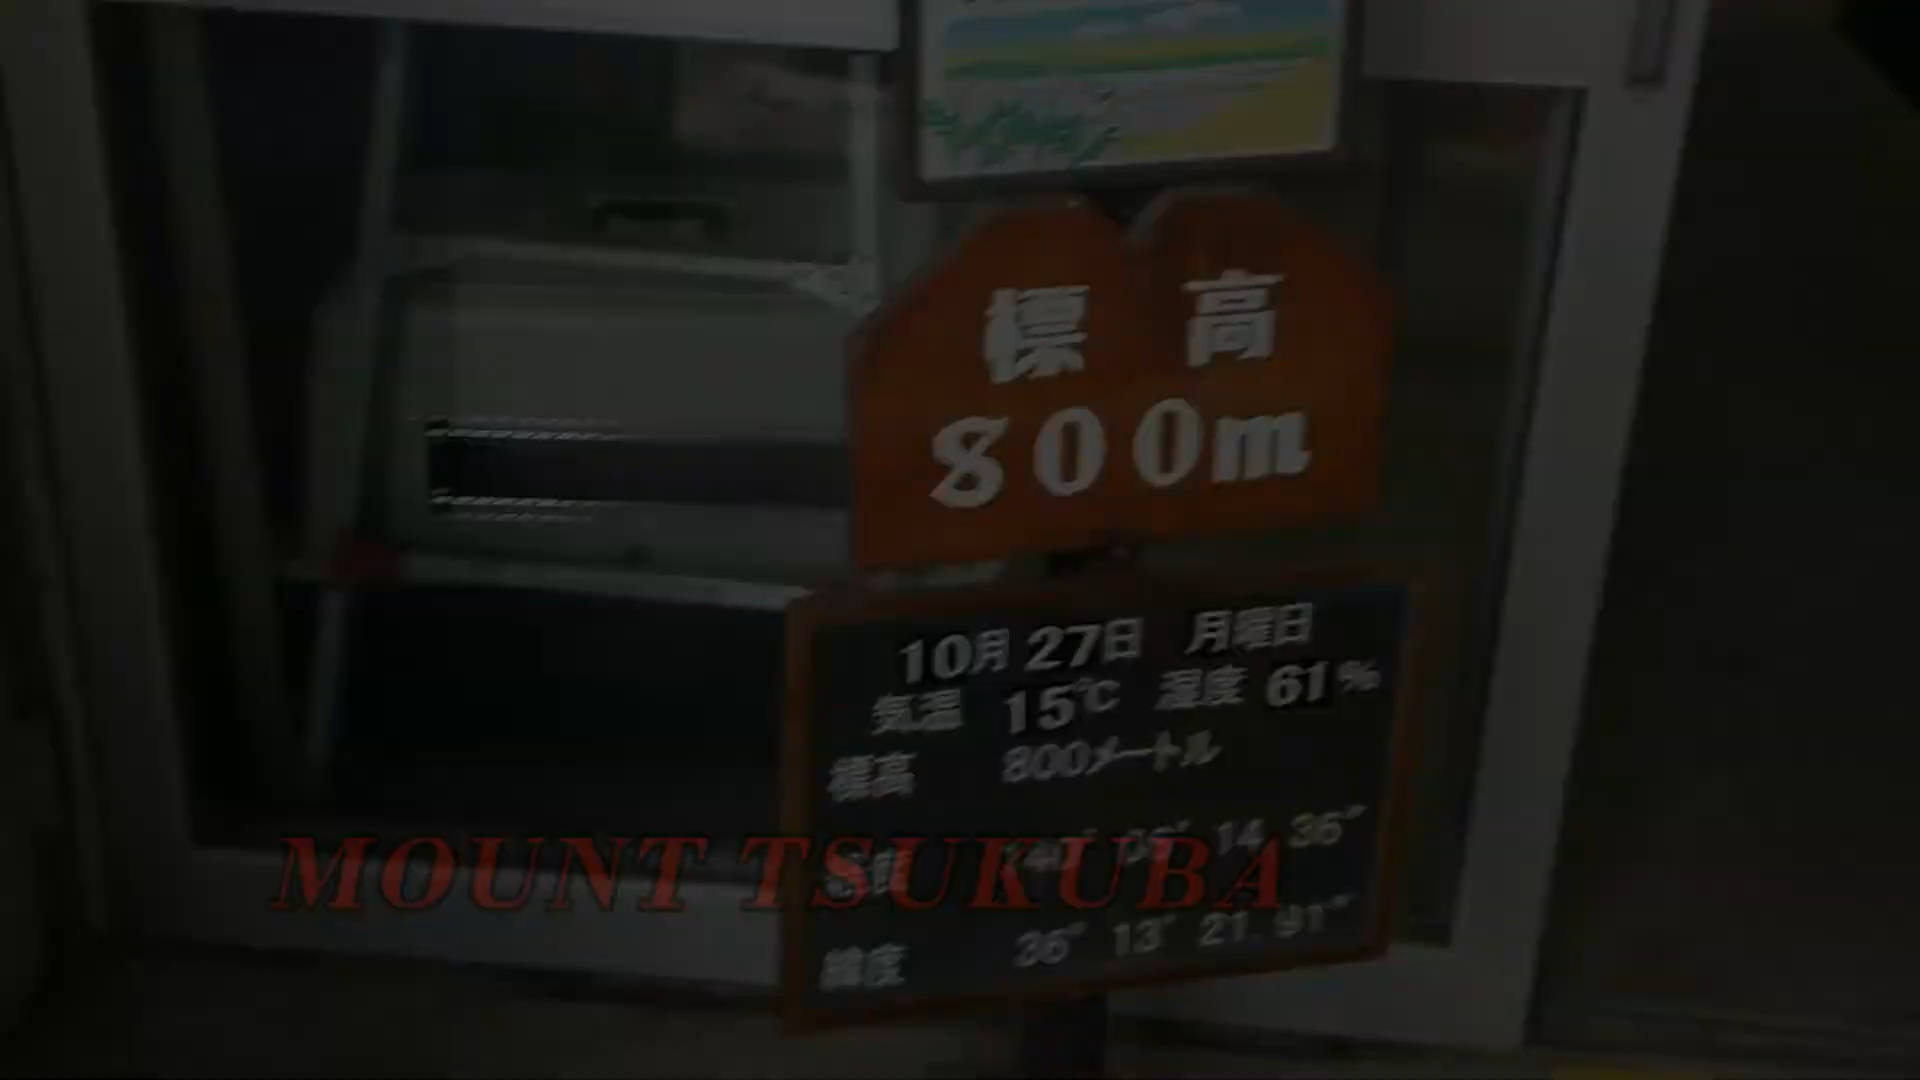 標高
800m
10月27日 月曜日
気温 15℃ 湿度 61%
標高 800メートル
36° 13′ 21.91″
緯度
MOUNT TSUKUBA